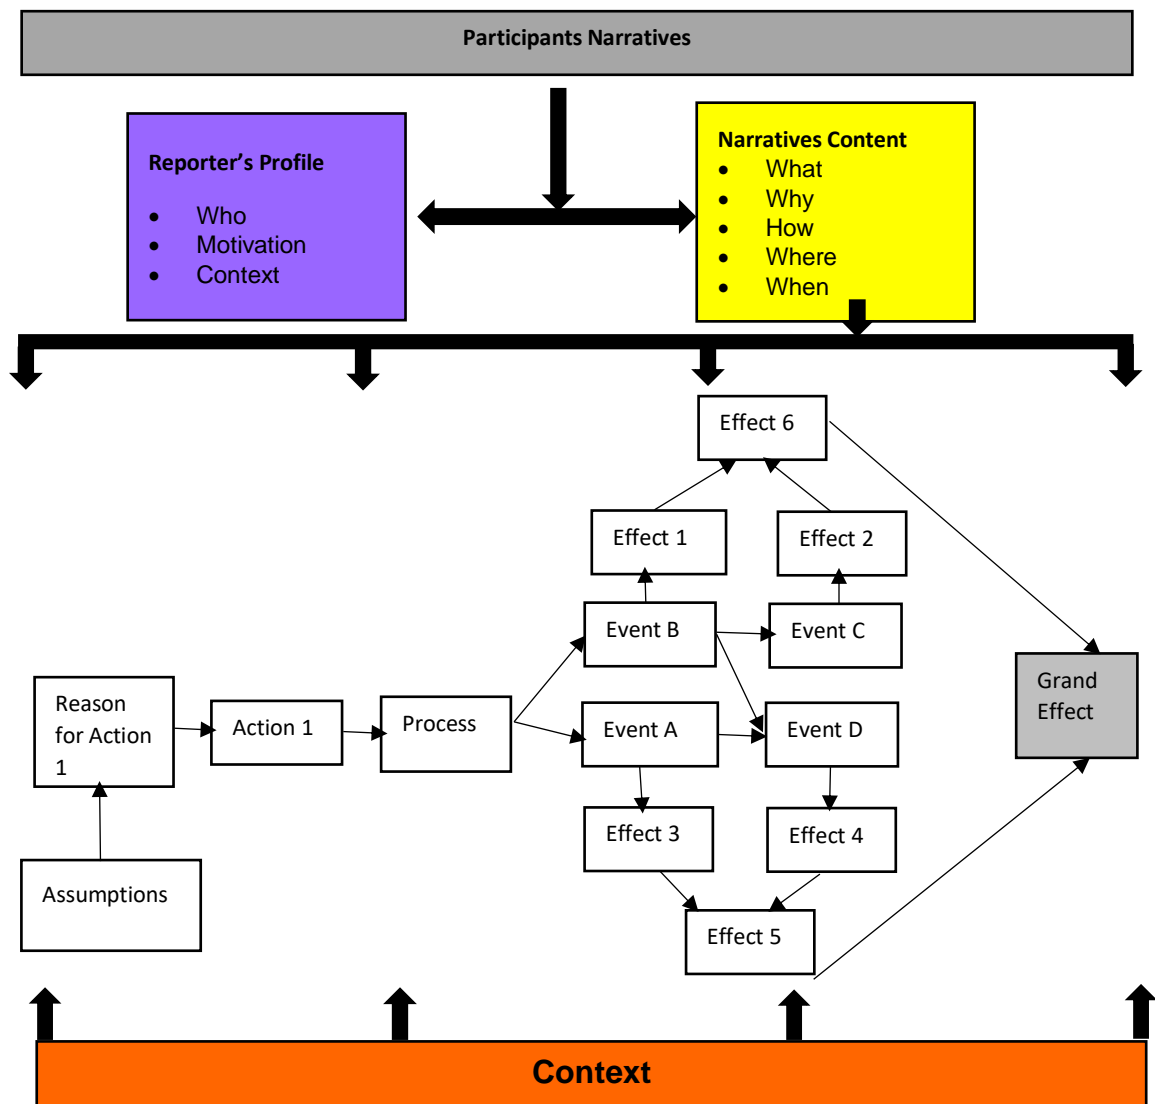 Participants Narratives
Reporter’s Profile
• Who
• Motivation
• Context
Narratives Content
• What
• Why
• How
• Where
• When
Effect 6
Effect 1
Effect 2
Event B
Event C
Reason
for Action
1
Action 1
Process
Event A
Event D
Grand
Effect
Effect 3
Effect 4
Assumptions
Effect 5
Context